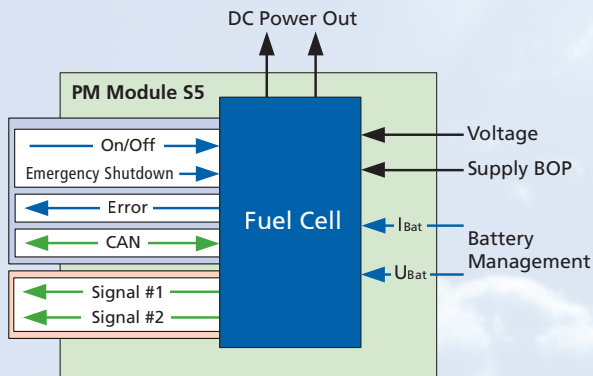 DC Power Out
PM Module S5
On/Off
Emergency Shutdown
Error
CAN
Signal #1
Signal #2
Fuel Cell
Voltage
Supply BOP
IBat
UBat
Battery
Management